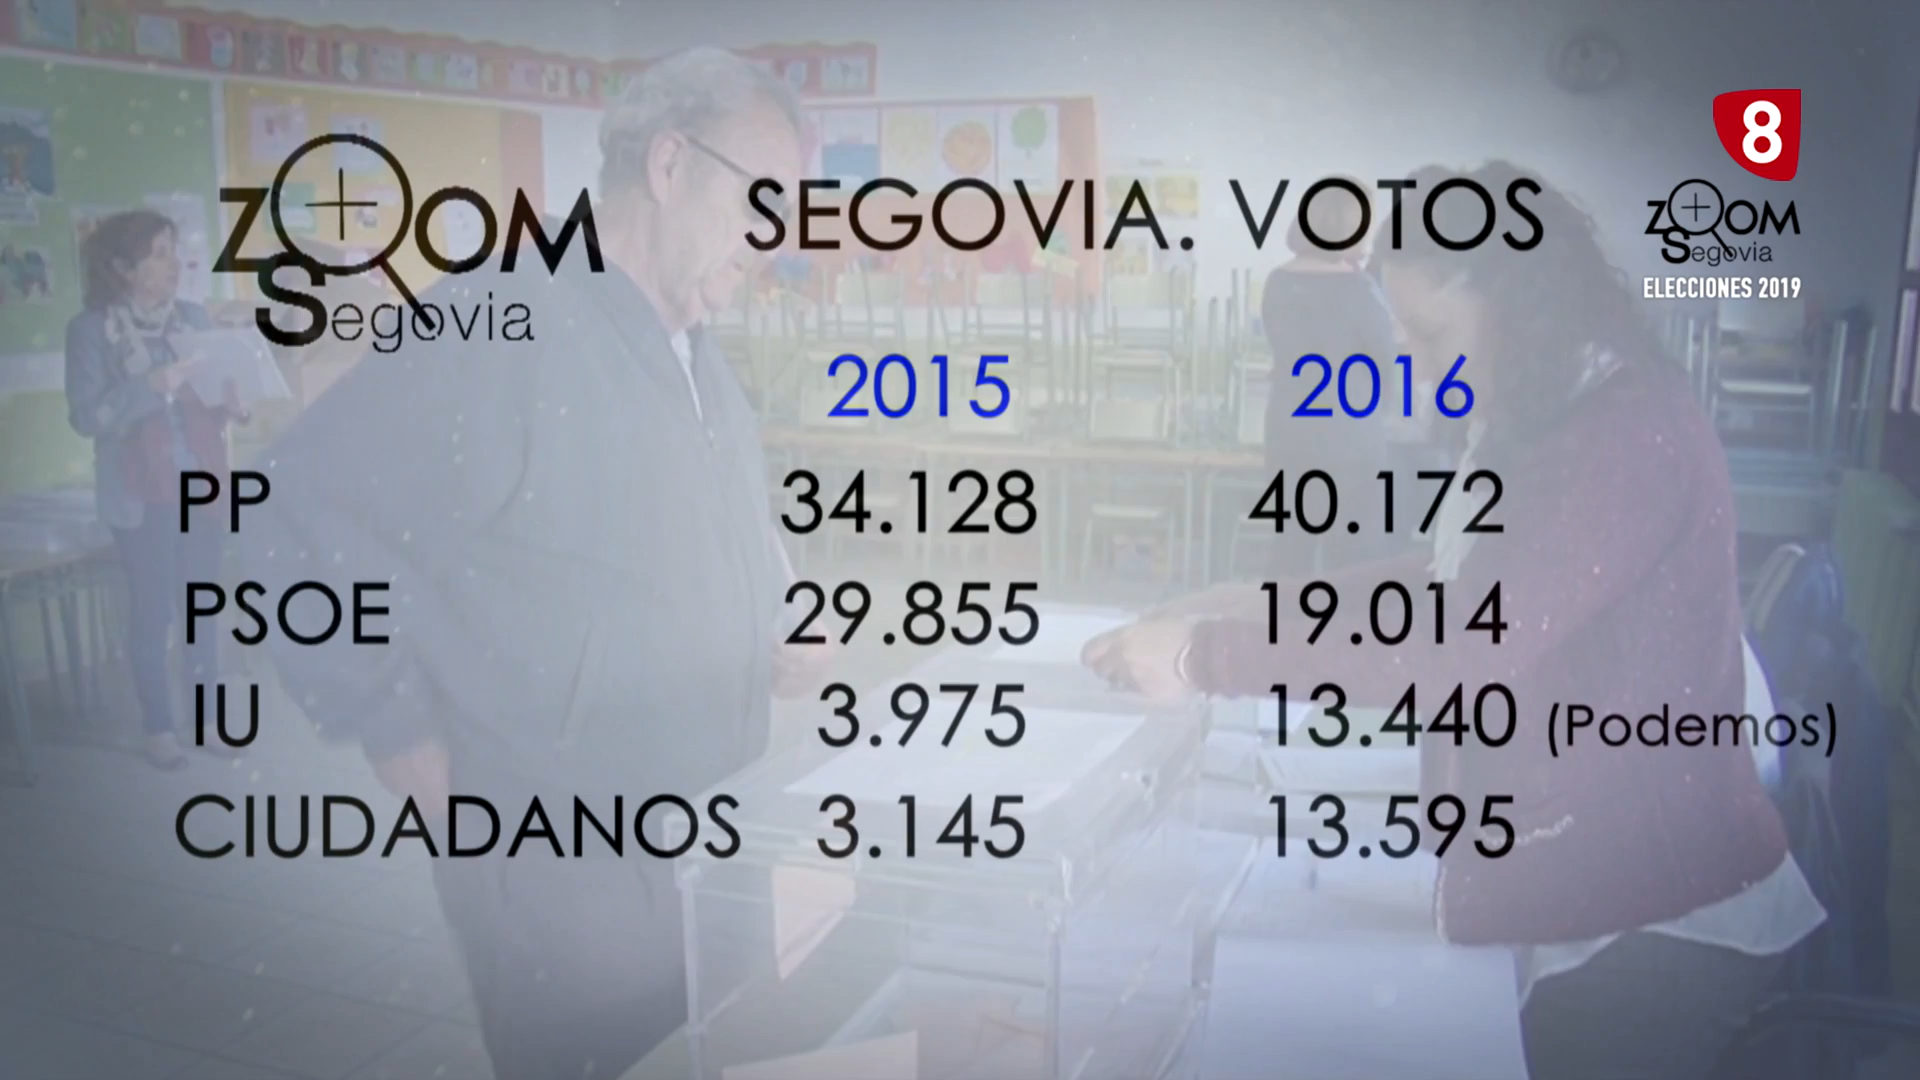 ZOOM
Segovia
SEGOVIA. VOTOS
8
ZOOM
Segovia
ELECCIONES 2019
2015 2016
PP 34.128 40.172
PSOE 29.855 19.014
IU 3.975 13.440 (Podemos)
CIUDADANOS 3.145 13.595